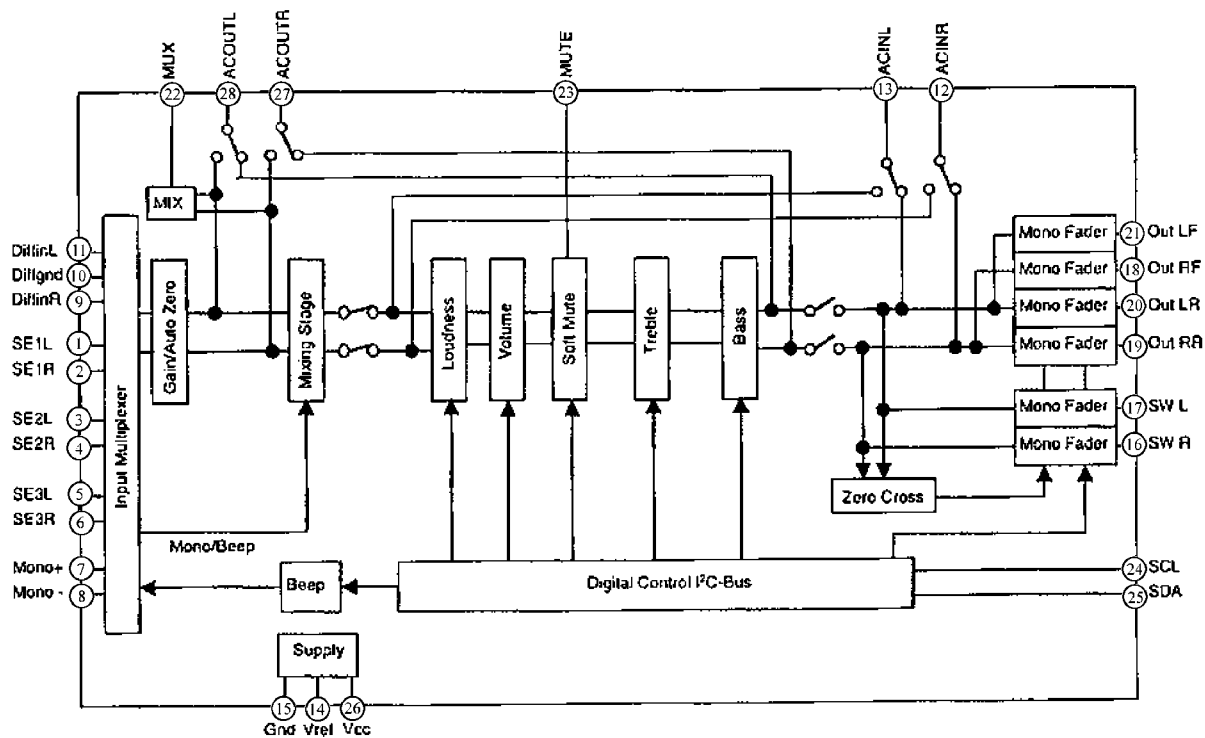 MUX
ACOUTL
ACOUTR
MUTE
ACINL
ACINR
22
28
27
23
13
12
MIX
DiffinL
11
Diffgnd
10
DiffinR
9
SE1L
1
SE1R
2
SE2L
3
SE2R
4
SE3L
5
SE3R
6
Mono+
7
Mono -
8
Input Multiplexer
Gain/Auto Zero
Mixing Stage
Loudness
Volume
Soft Mute
Treble
Bass
Mono Fader
21
Out LF
Mono Fader
18
Out RF
Mono Fader
20
Out LR
Mono Fader
19
Out RR
Mono Fader
17
SW L
Mono Fader
16
SW R
Zero Cross
Mono/Beep
Beep
Digital Control I²C-Bus
24
SCL
25
SDA
Supply
15
14
26
Gnd
Vref
Vcc